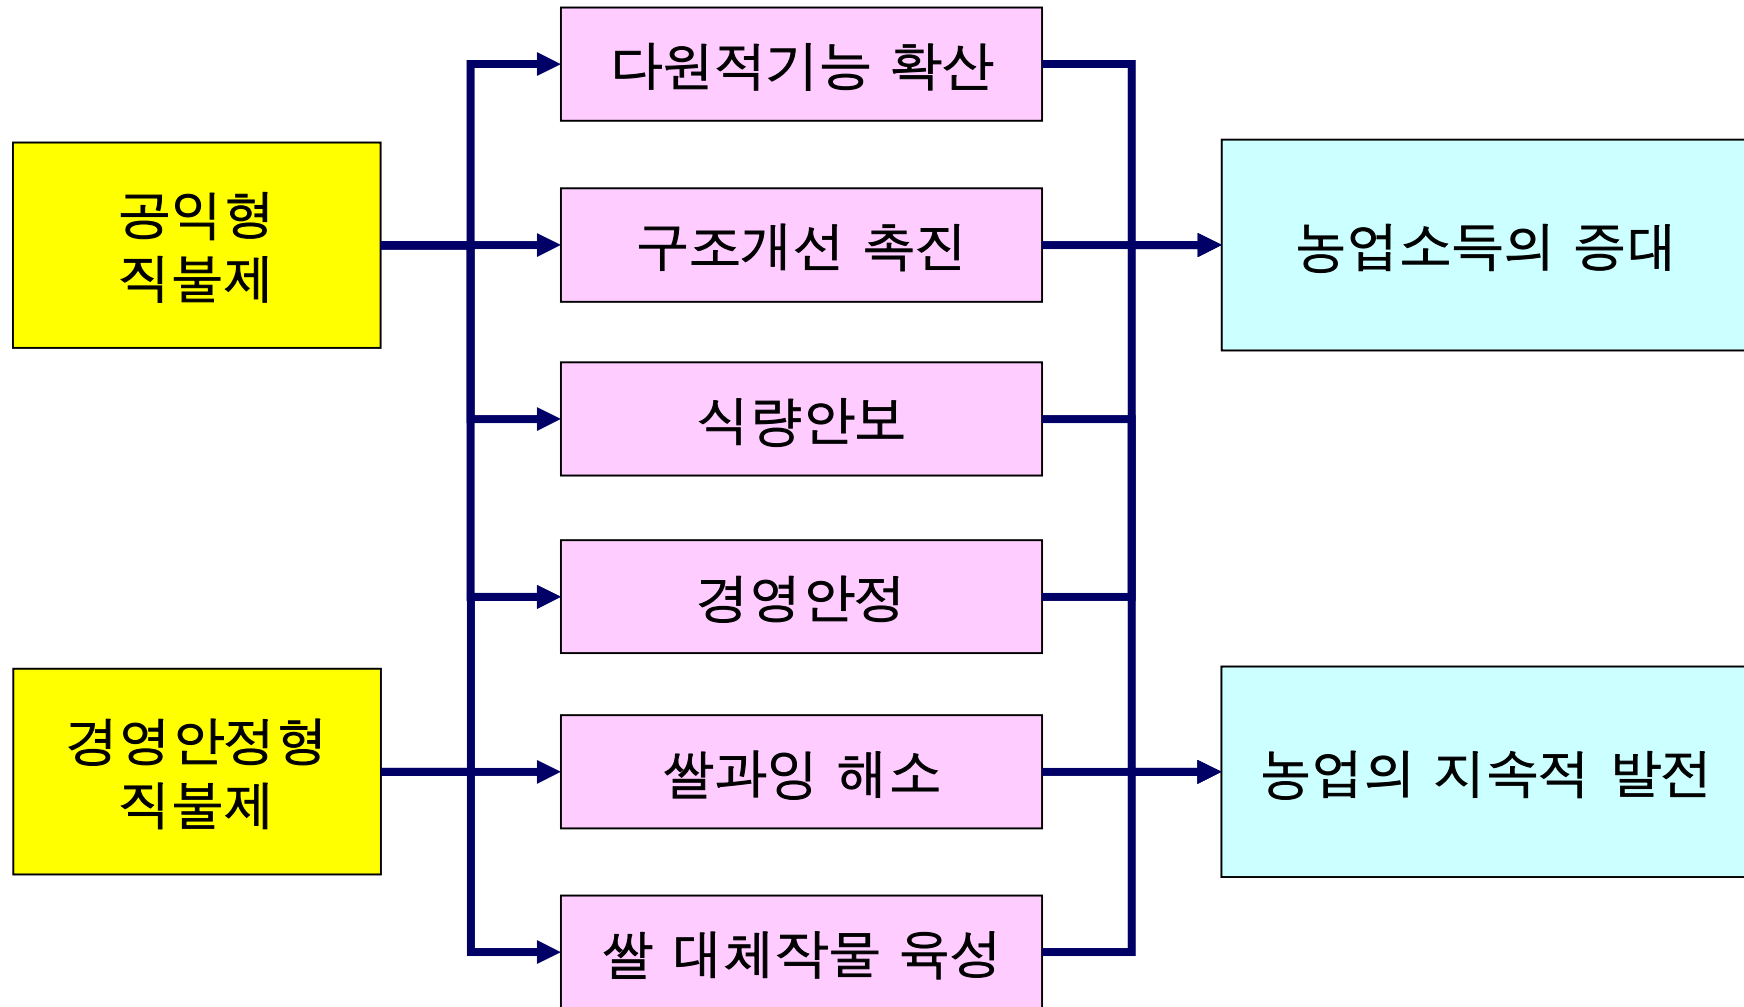 다원적기능 확산
공익형
직불제
구조개선 촉진
농업소득의 증대
식량안보
경영안정
경영안정형
직불제
쌀과잉 해소
농업의 지속적 발전
쌀 대체작물 육성